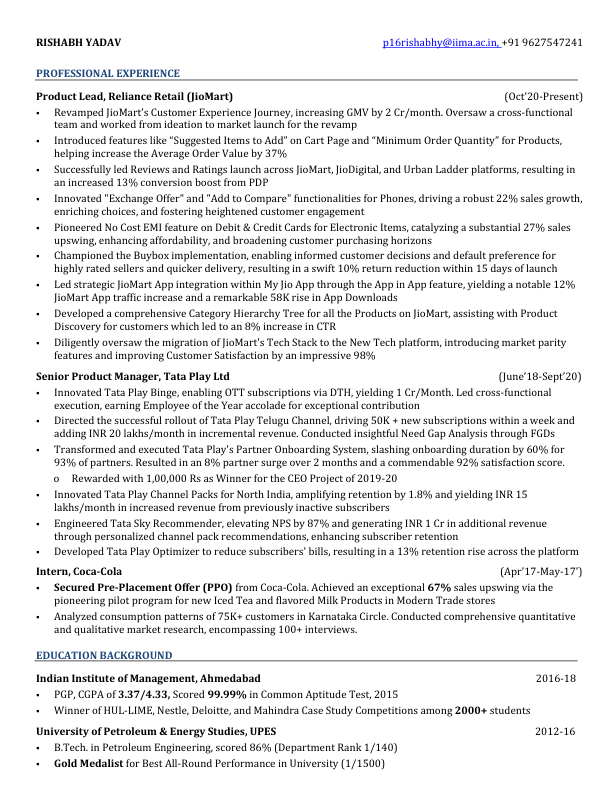 RISHABH YADAV p16rishabhy@iima.ac.in, +91 9627547241
PROFESSIONAL EXPERIENCE
Product Lead, Reliance Retail (JioMart) (Oct'20-Present)
▪ Revamped JioMart's Customer Experience Journey, increasing GMV by 2 Cr/month. Oversaw a cross-functional
team and worked from ideation to market launch for the revamp
▪ Introduced features like "Suggested Items to Add" on Cart Page and "Minimum Order Quantity" for Products,
helping increase the Average Order Value by 37%
▪ Successfully led Reviews and Ratings launch across JioMart, JioDigital, and Urban Ladder platforms, resulting in
an increased 13% conversion boost from PDP
▪ Innovated "Exchange Offer" and "Add to Compare" functionalities for Phones, driving a robust 22% sales growth,
enriching choices, and fostering heightened customer engagement
▪ Pioneered No Cost EMI feature on Debit & Credit Cards for Electronic Items, catalyzing a substantial 27% sales
upswing, enhancing affordability, and broadening customer purchasing horizons
▪ Championed the Buybox implementation, enabling informed customer decisions and default preference for
highly rated sellers and quicker delivery, resulting in a swift 10% return reduction within 15 days of launch
▪ Led strategic JioMart App integration within My Jio App through the App in App feature, yielding a notable 12%
JioMart App traffic increase and a remarkable 58K rise in App Downloads
▪ Developed a comprehensive Category Hierarchy Tree for all the Products on JioMart, assisting with Product
Discovery for customers which led to an 8% increase in CTR
▪ Diligently oversaw the migration of JioMart's Tech Stack to the New Tech platform, introducing market parity
features and improving Customer Satisfaction by an impressive 98%
Senior Product Manager, Tata Play Ltd (June'18-Sept'20)
▪ Innovated Tata Play Binge, enabling OTT subscriptions via DTH, yielding 1 Cr/Month. Led cross-functional
execution, earning Employee of the Year accolade for exceptional contribution
▪ Directed the successful rollout of Tata Play Telugu Channel, driving 50K + new subscriptions within a week and
adding INR 20 lakhs/month in incremental revenue. Conducted insightful Need Gap Analysis through FGDs
▪ Transformed and executed Tata Play's Partner Onboarding System, slashing onboarding duration by 60% for
93% of partners. Resulted in an 8% partner surge over 2 months and a commendable 92% satisfaction score.
o Rewarded with 1,00,000 Rs as Winner for the CEO Project of 2019-20
▪ Innovated Tata Play Channel Packs for North India, amplifying retention by 1.8% and yielding INR 15
lakhs/month in increased revenue from previously inactive subscribers
▪ Engineered Tata Sky Recommender, elevating NPS by 87% and generating INR 1 Cr in additional revenue
through personalized channel pack recommendations, enhancing subscriber retention
▪ Developed Tata Play Optimizer to reduce subscribers' bills, resulting in a 13% retention rise across the platform
Intern, Coca-Cola (Apr'17-May-17')
▪ Secured Pre-Placement Offer (PPO) from Coca-Cola. Achieved an exceptional 67% sales upswing via the
pioneering pilot program for new Iced Tea and flavored Milk Products in Modern Trade stores
▪ Analyzed consumption patterns of 75K+ customers in Karnataka Circle. Conducted comprehensive quantitative
and qualitative market research, encompassing 100+ interviews.
EDUCATION BACKGROUND
Indian Institute of Management, Ahmedabad 2016-18
▪ PGP, CGPA of 3.37/4.33, Scored 99.99% in Common Aptitude Test, 2015
▪ Winner of HUL-LIME, Nestle, Deloitte, and Mahindra Case Study Competitions among 2000+ students
University of Petroleum & Energy Studies, UPES 2012-16
▪ B.Tech. in Petroleum Engineering, scored 86% (Department Rank 1/140)
▪ Gold Medalist for Best All-Round Performance in University (1/1500)